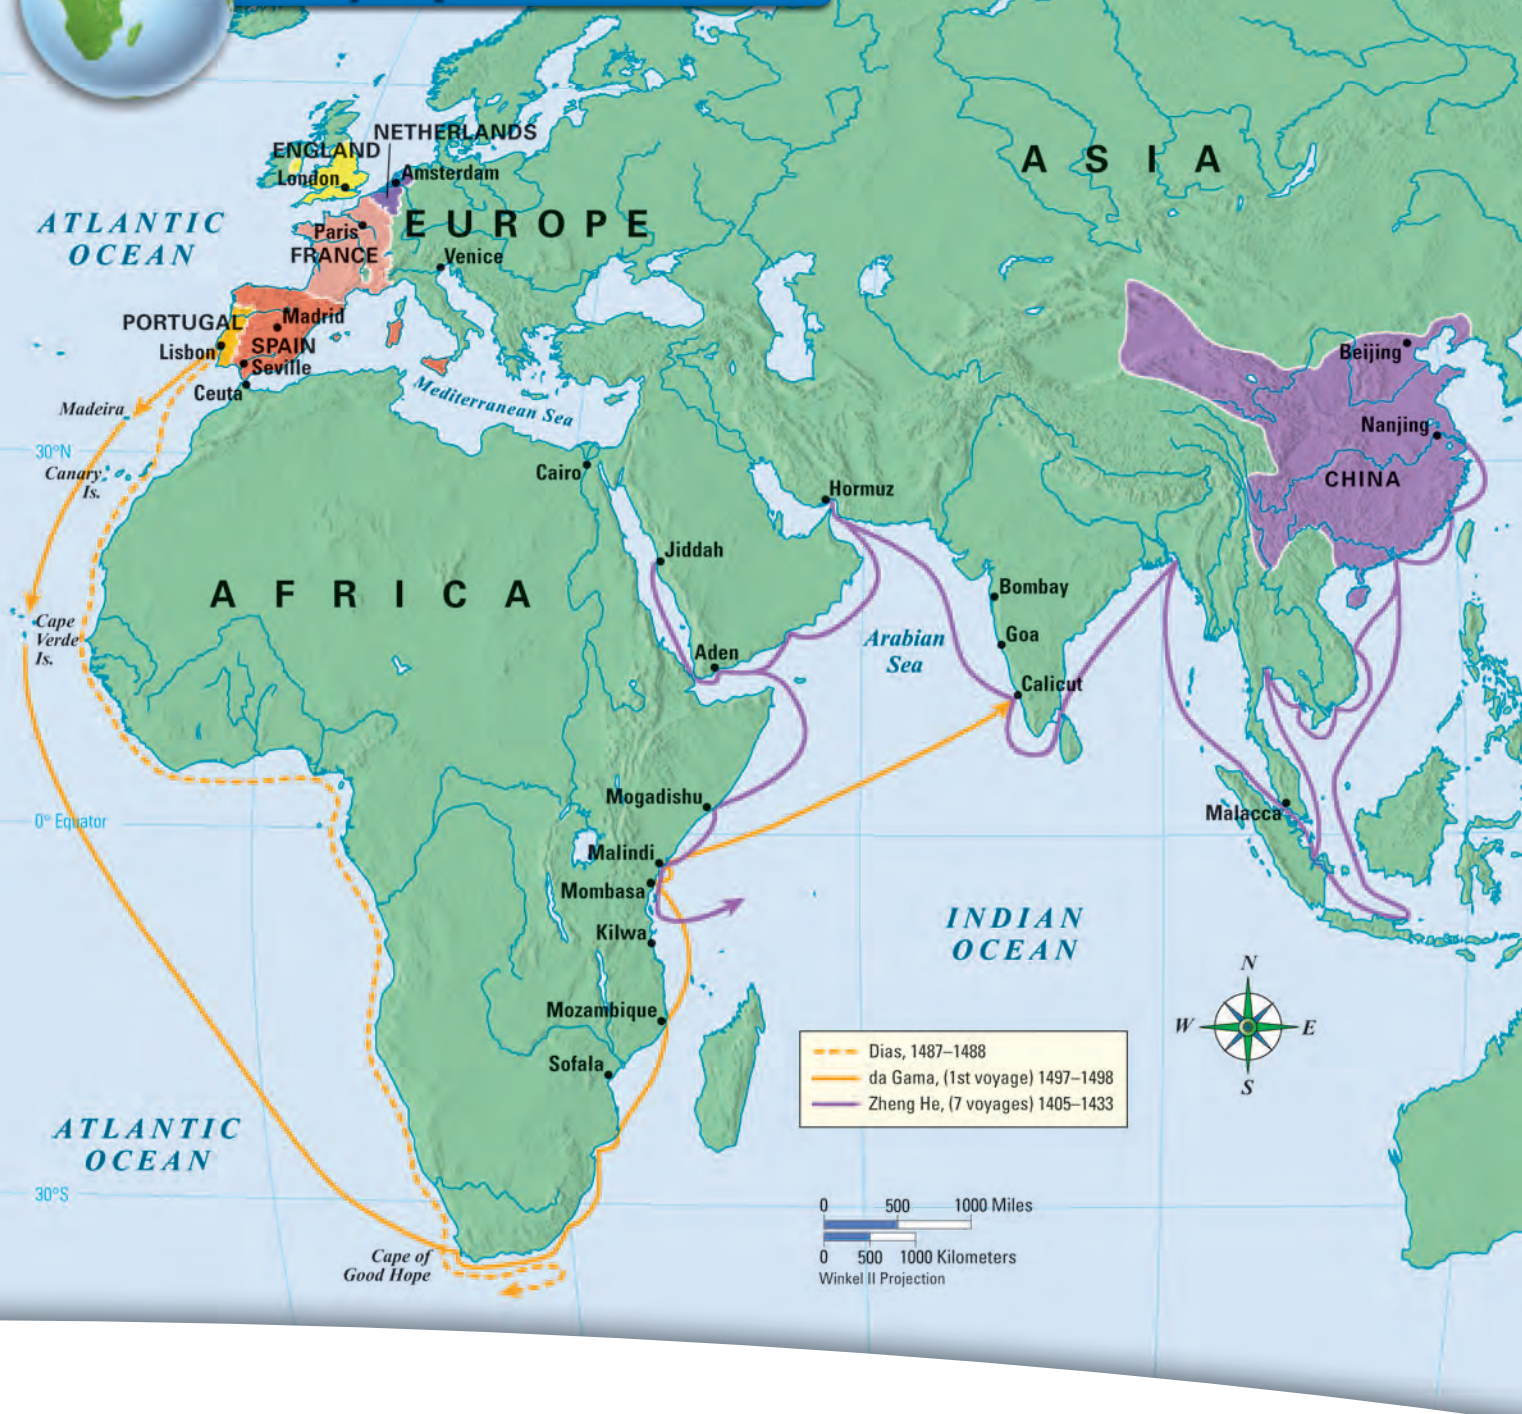 NETHERLANDS
ENGLAND
London
Amsterdam
ASIA
ATLANTIC
OCEAN
EUROPE
Paris
FRANCE
Venice
PORTUGAL
Madrid
Lisbon
SPAIN
Seville
Ceuta
Mediterranean Sea
Madeira
30°N
Canary
Is.
Cairo
Hormuz
Beijing
Nanjing
CHINA
Jiddah
AFRICA
Bombay
Cape
Verde
Is.
Goa
Arabian
Sea
Aden
Calicut
Mogadishu
Malacca
0° Equator
Malindi
Mombasa
Kilwa
INDIAN
OCEAN
Mozambique
Sofala
N
W
E
S
Dias, 1487–1488
da Gama, (1st voyage) 1497–1498
Zheng He, (7 voyages) 1405–1433
ATLANTIC
OCEAN
30°S
0 500 1000 Miles
0 500 1000 Kilometers
Winkel II Projection
Cape of
Good Hope